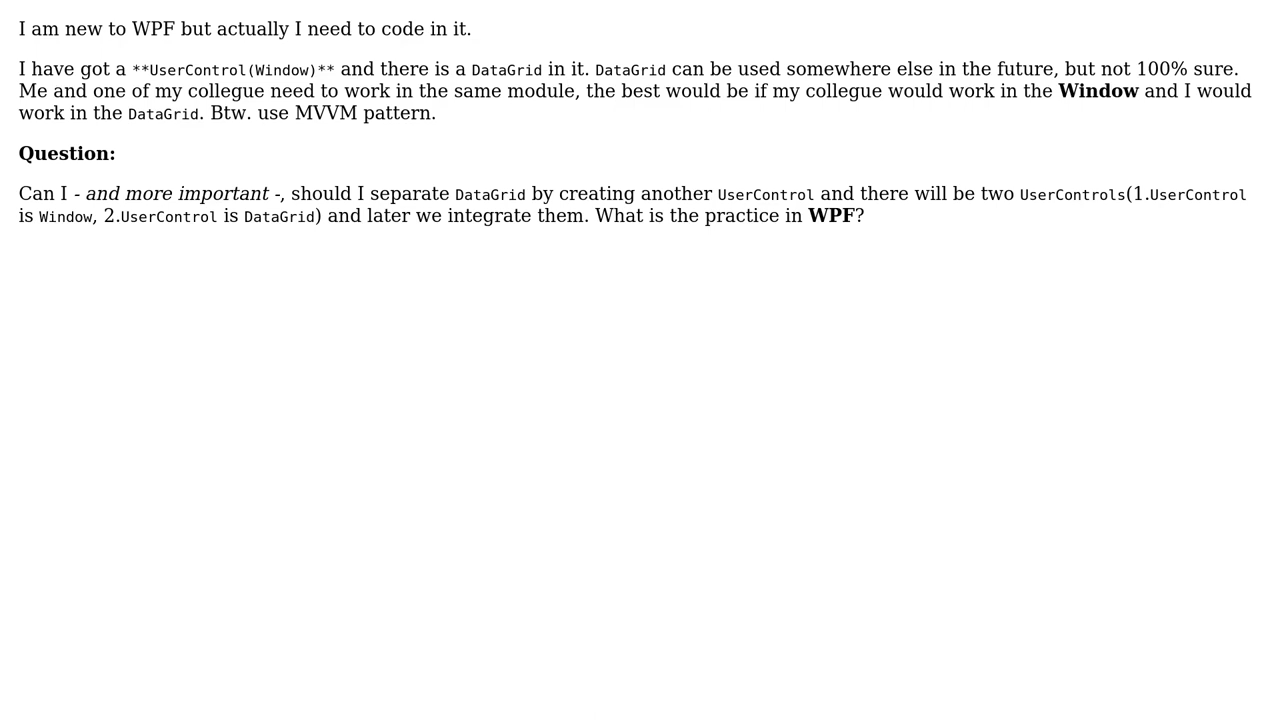 I am new to WPF but actually I need to code in it.
I have got a **UserControl(Window)** and there is a DataGrid in it. DataGrid can be used somewhere else in the future, but not 100% sure.
Me and one of my collegue need to work in the same module, the best would be if my collegue would work in the Window and I would
work in the DataGrid. Btw. use MVVM pattern.
Question:
Can I - and more important -, should I separate DataGrid by creating another UserControl and there will be two UserControls(1.UserControl
is Window, 2.UserControl is DataGrid) and later we integrate them. What is the practice in WPF?